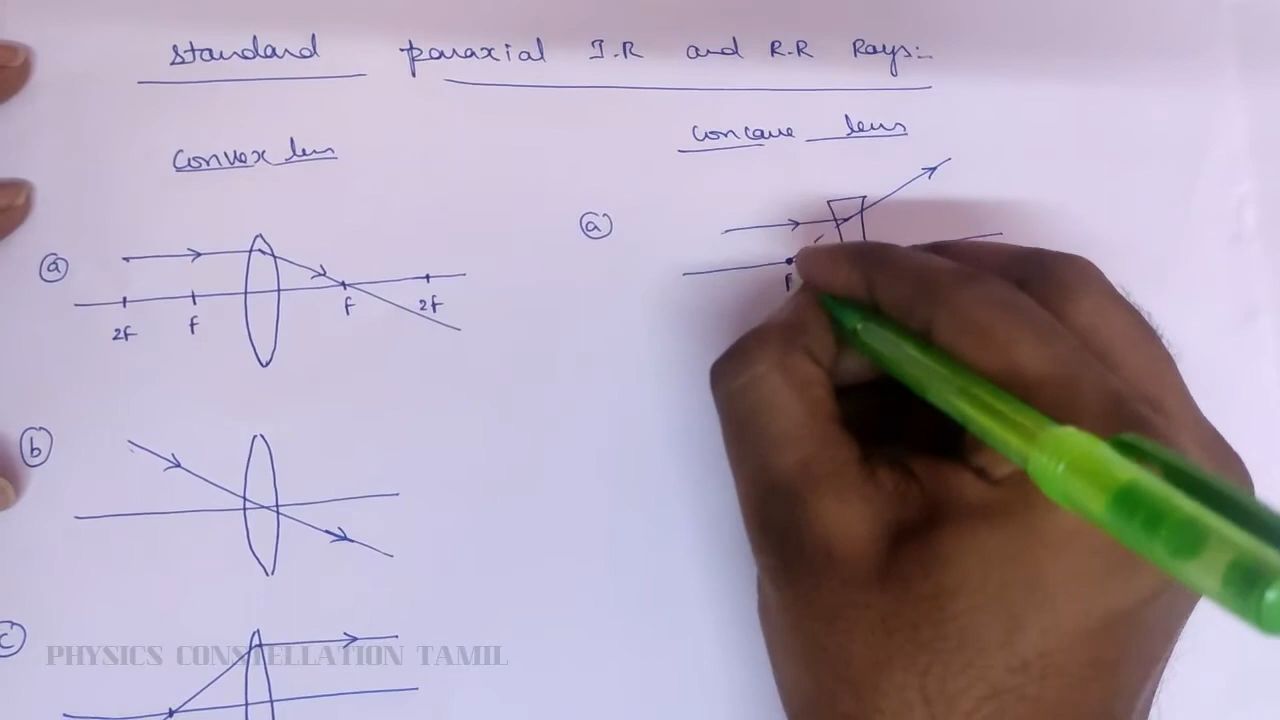 Standard paraxial I.R and R.R Rays:-
Convex lens
Concave lens
(a)
2F F F 2F
(a)
F
(b)
(c)
PHYSICS CONSTELLATION TAMIL